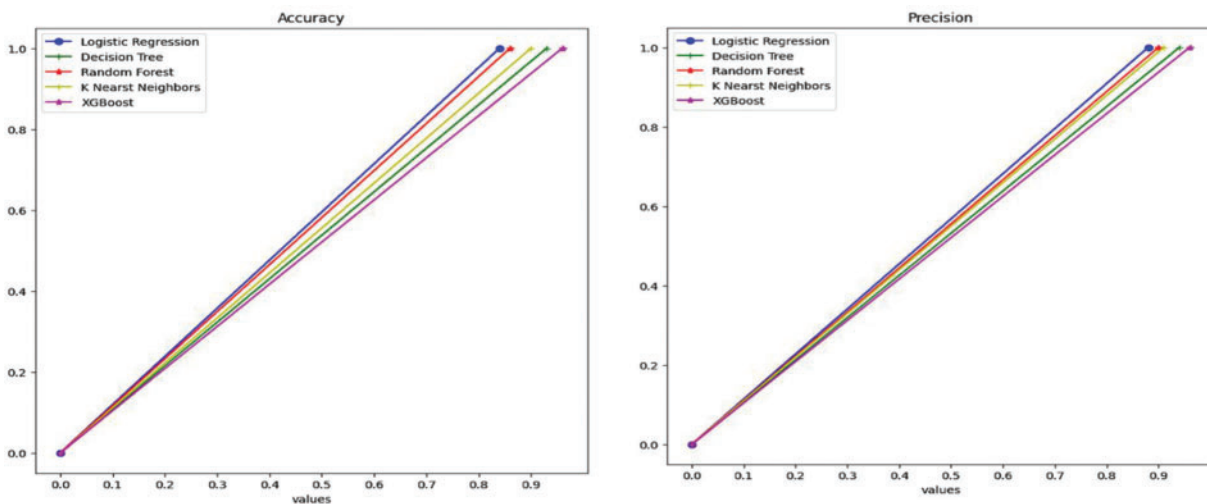 Accuracy
Logistic Regression
Decision Tree
Random Forest
K Nearst Neighbors
XGBoost
1.0
0.8
0.6
0.4
0.2
0.0
0.0 0.1 0.2 0.3 0.4 0.5 0.6 0.7 0.8 0.9
values
Precision
Logistic Regression
Decision Tree
Random Forest
K Nearst Neighbors
XGBoost
1.0
0.8
0.6
0.4
0.2
0.0
0.0 0.1 0.2 0.3 0.4 0.5 0.6 0.7 0.8 0.9
values